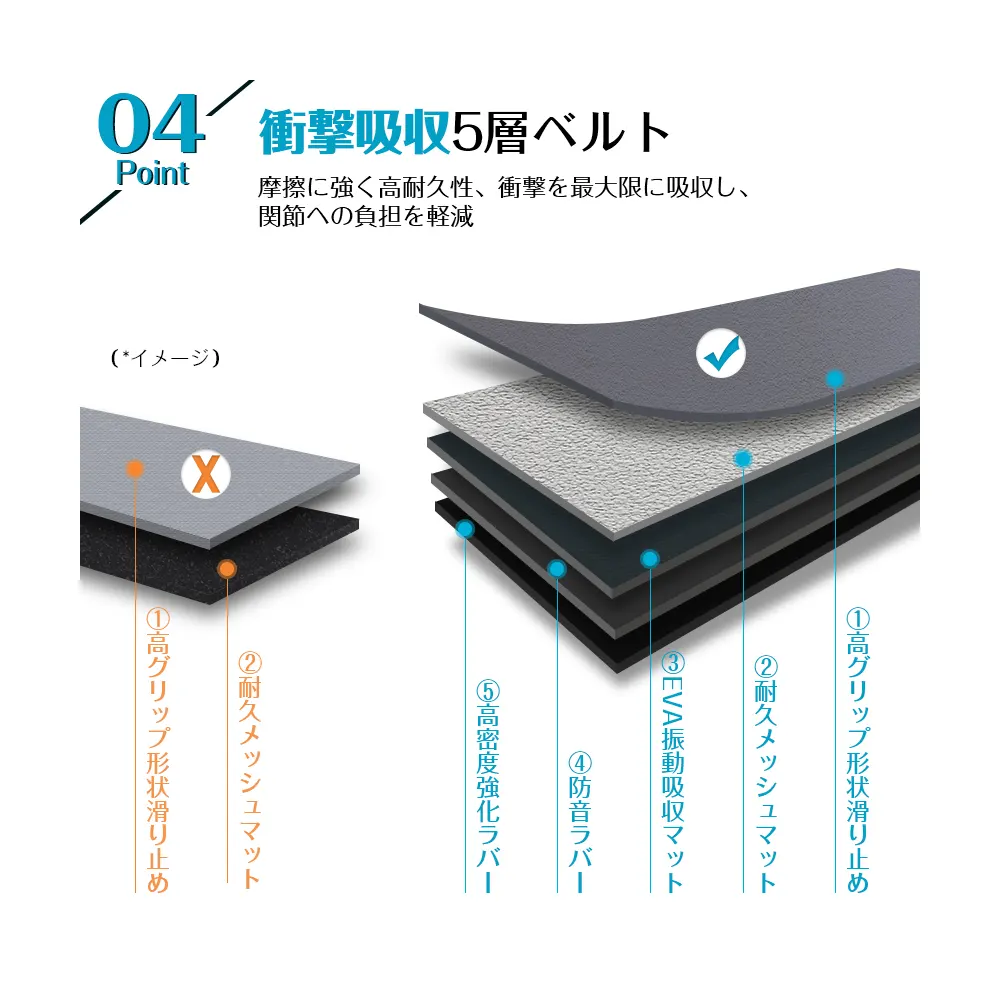 04
Point
衝撃吸収5層ベルト
摩擦に強く高耐久性、衝撃を最大限に吸収し、
関節への負担を軽減
(*イメージ)
X
①高グリップ形状滑り止め
②耐久メッシュマット
⑤高密度強化ラバー
④防音ラバー
③EVA振動吸収マット
②耐久メッシュマット
①高グリップ形状滑り止め